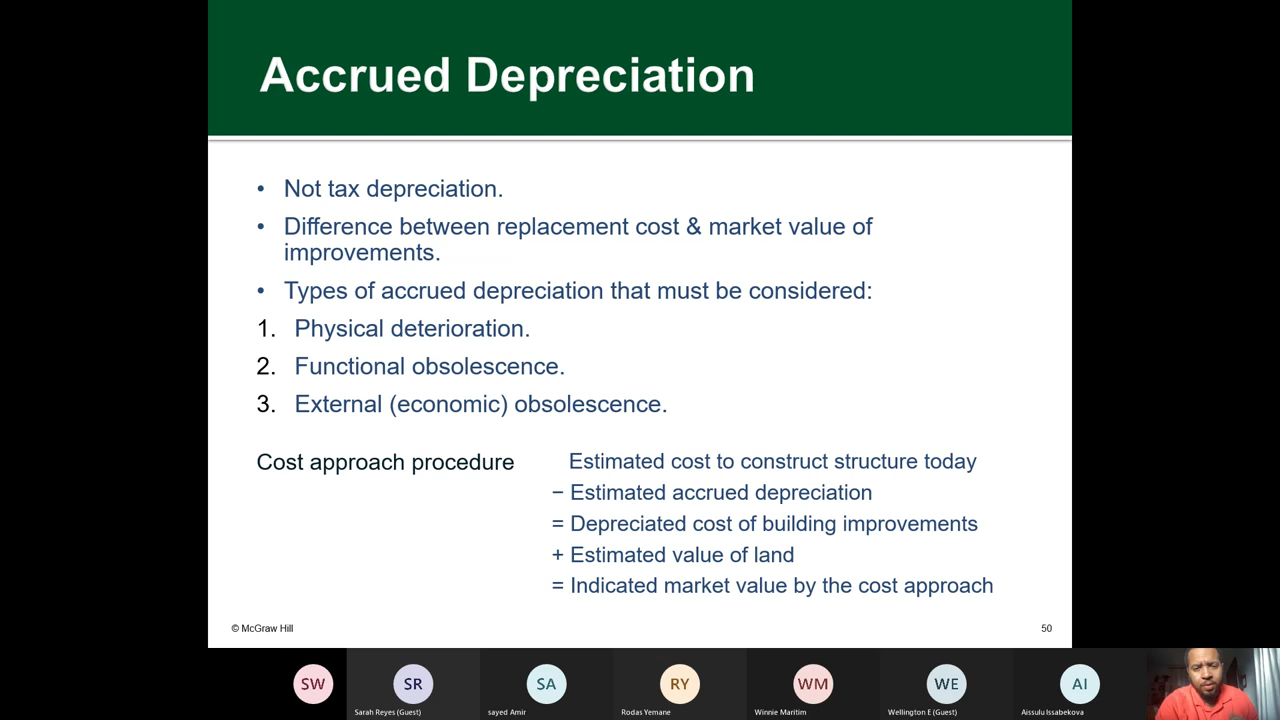 Accrued Depreciation
• Not tax depreciation.
• Difference between replacement cost & market value of
improvements.
• Types of accrued depreciation that must be considered:
1. Physical deterioration.
2. Functional obsolescence.
3. External (economic) obsolescence.
Cost approach procedure
Estimated cost to construct structure today
− Estimated accrued depreciation
= Depreciated cost of building improvements
+ Estimated value of land
= Indicated market value by the cost approach
© McGraw Hill
50
SW
SR
SA
RY
WM
WE
AI
Sarah Reyes (Guest)
sayed Amir
Rodas Yemane
Winnie Maritim
Wellington E (Guest)
Aissulu Issabekova